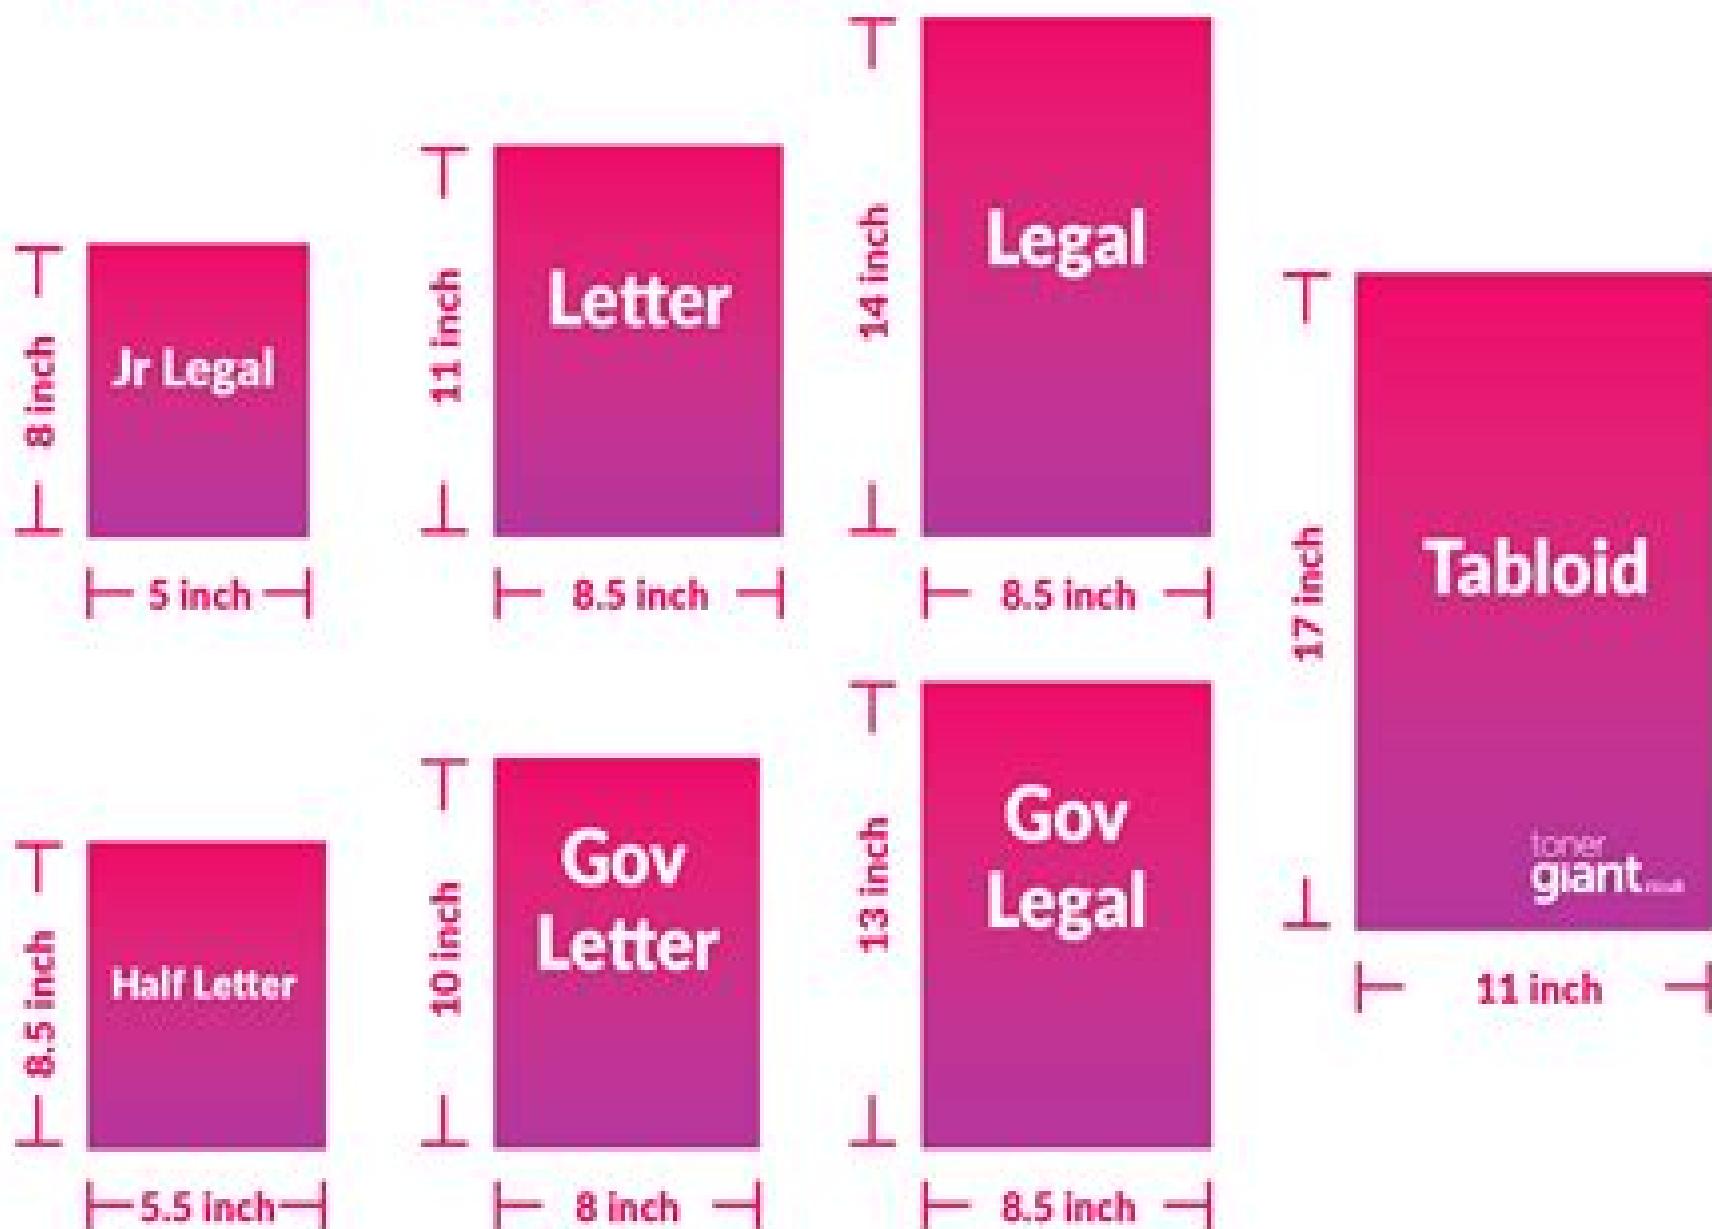 8 inch
Jr Legal
5 inch
11 inch
Letter
8.5 inch
14 inch
Legal
8.5 inch
17 inch
Tabloid
toner
giant
11 inch
8.5 inch
Half Letter
5.5 inch
10 inch
Gov
Letter
8 inch
13 inch
Gov
Legal
8.5 inch